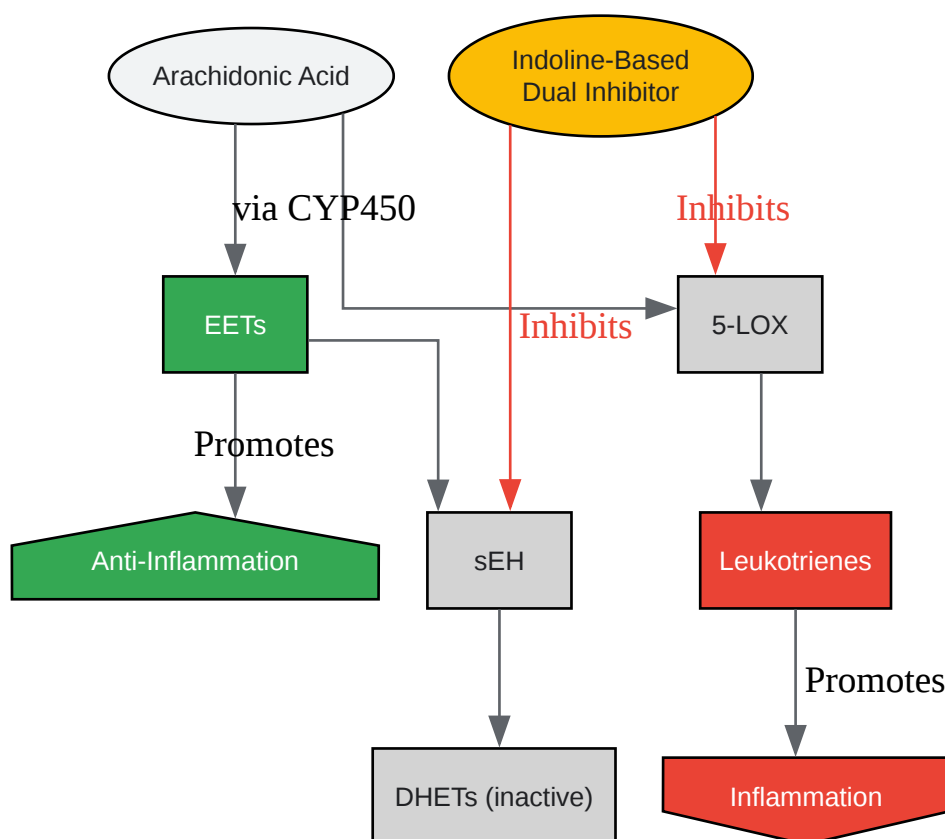 Arachidonic Acid
Indoline-Based
Dual Inhibitor
via CYP450
Inhibits
EETs
Inhibits
5-LOX
Promotes
Anti-Inflammation
sEH
Leukotrienes
Promotes
DHETs (inactive)
Inflammation